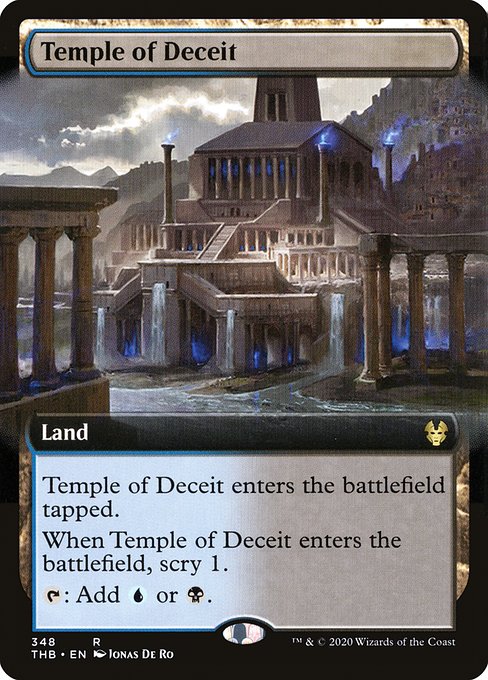 Temple of Deceit
Land
Temple of Deceit enters the battlefield
tapped.
When Temple of Deceit enters the
battlefield, scry 1.
: Add or .
348 R
THB • EN Jonas De Ro
™ & © 2020 Wizards of the Coast